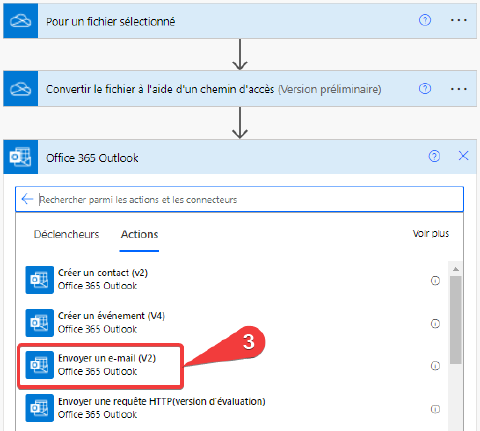 Pour un fichier sélectionné
Convertir le fichier à l'aide d'un chemin d'accès (Version préliminaire)
Office 365 Outlook
Rechercher parmi les actions et les connecteurs
Déclencheurs Actions Voir plus
Créer un contact (v2)
Office 365 Outlook
Créer un événement (V4)
Office 365 Outlook
Envoyer un e-mail (V2)
Office 365 Outlook
3
Envoyer une requête HTTP(version d'évaluation)
Office 365 Outlook